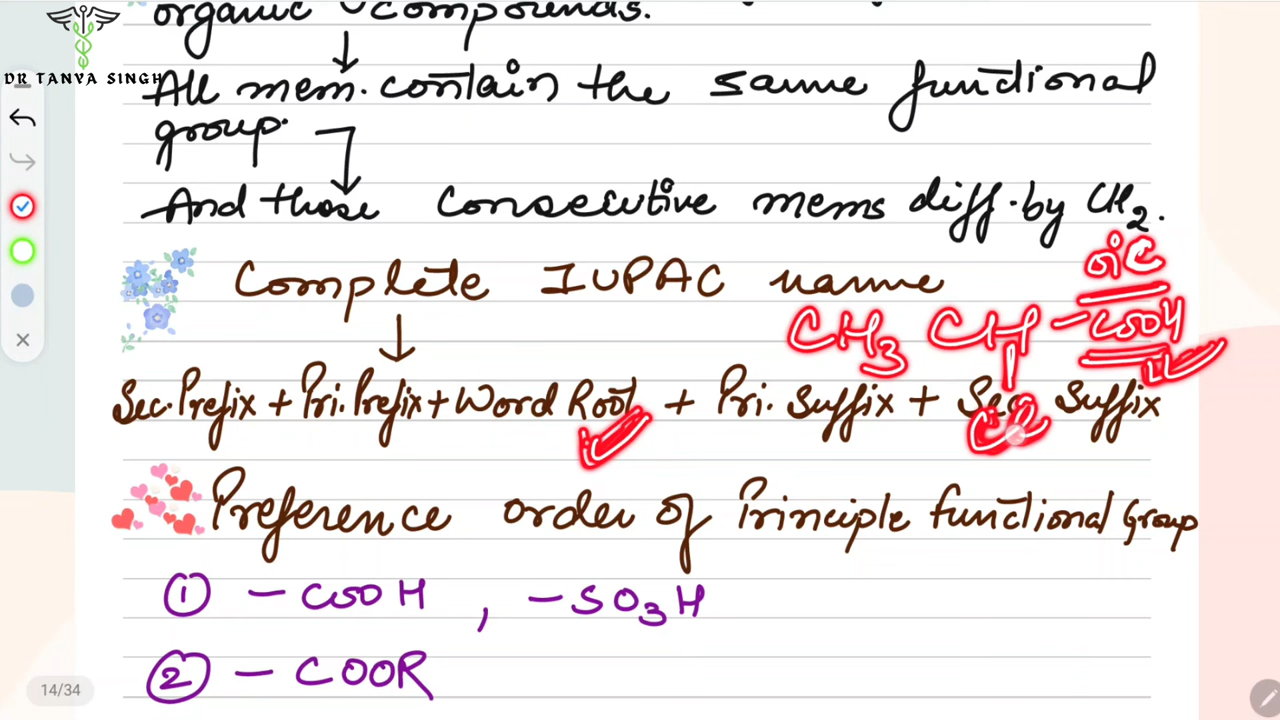 organic compounds.
DR TANYA SINGH
All mem. contain the same functional
group.
And those consecutive mems diff. by CH2.
oic
Complete IUPAC name
CH3 CH - COOH
Sec. Prefix + Pri. Prefix + Word Root + Pri. Suffix + Sec. Suffix
Cl
Preference order of Principle functional Group
① - COOH , - SO3H
② - COOR
14/34